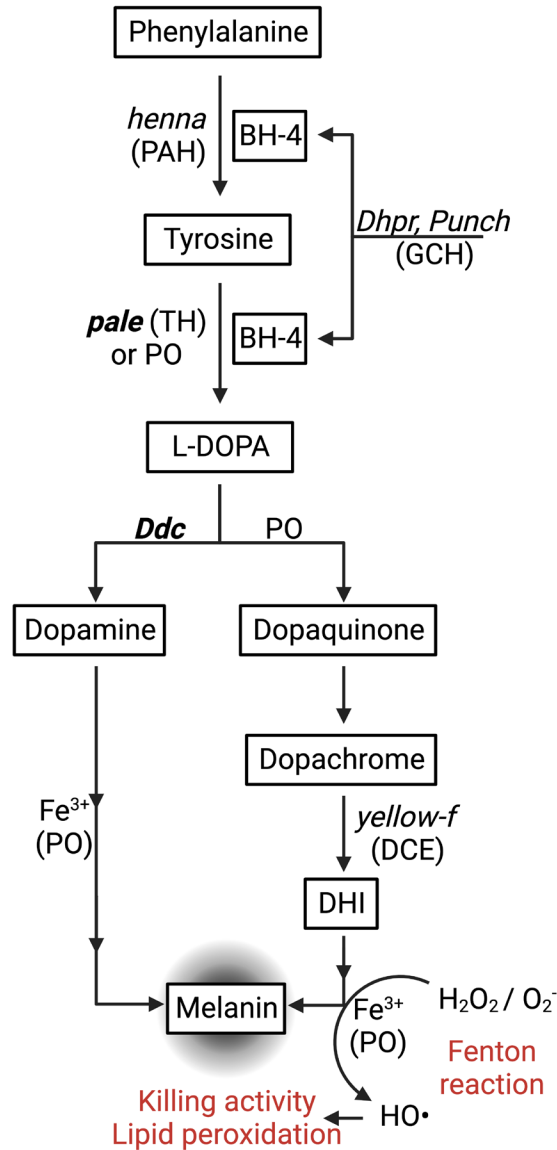 Phenylalanine
henna
(PAH)
BH-4
Dhpr, Punch
(GCH)
Tyrosine
pale (TH)
or PO
BH-4
L-DOPA
Ddc
PO
Dopamine
Dopaquinone
Dopachrome
Fe³⁺
(PO)
yellow-f
(DCE)
DHI
Melanin
Fe³⁺
(PO)
H₂O₂ / O₂⁻
Fenton
reaction
Killing activity
Lipid peroxidation
HO•